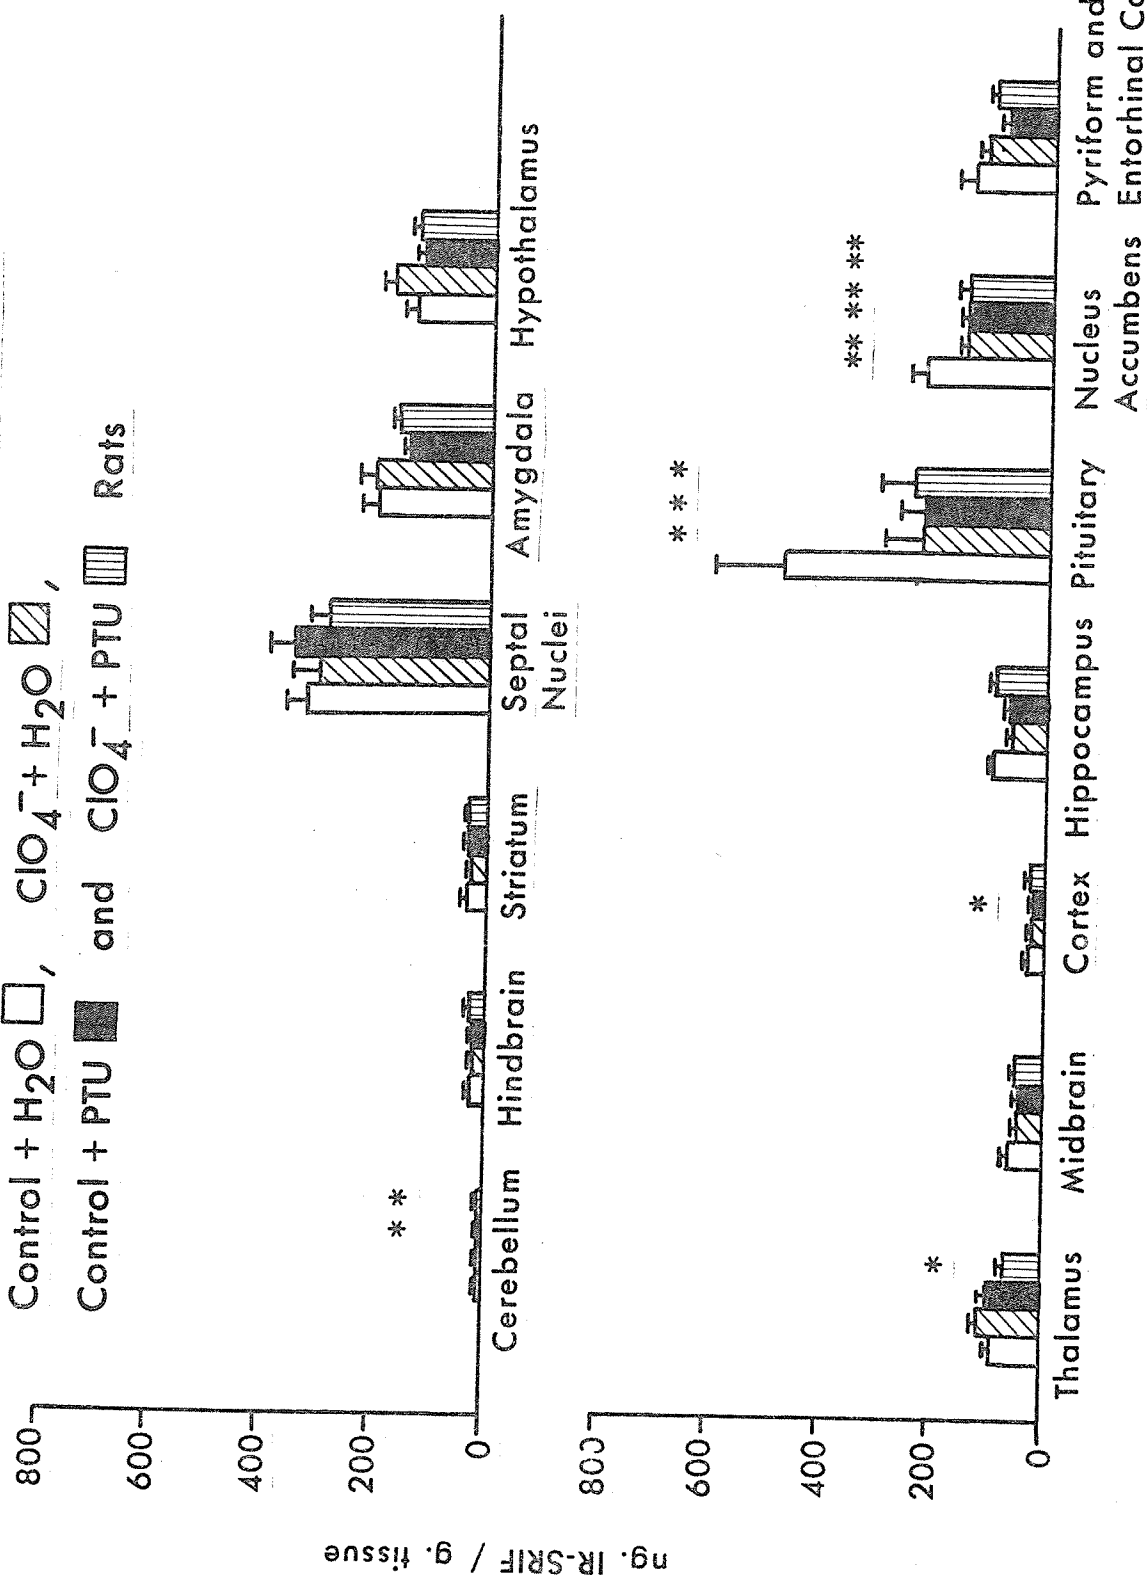 Control + H2O , ClO4⁻ + H2O ,
Control + PTU and ClO4⁻ + PTU Rats
ng. IR-SRIF / g. tissue
800
600
400
200
0
* *
Cerebellum Hindbrain Striatum Septal Nuclei Amygdala Hypothalamus
800
600
400
200
0
* * * * * ** ** **
Thalamus Midbrain Cortex Hippocampus Pituitary Nucleus Pyriform and
Accumbens Entorhinal